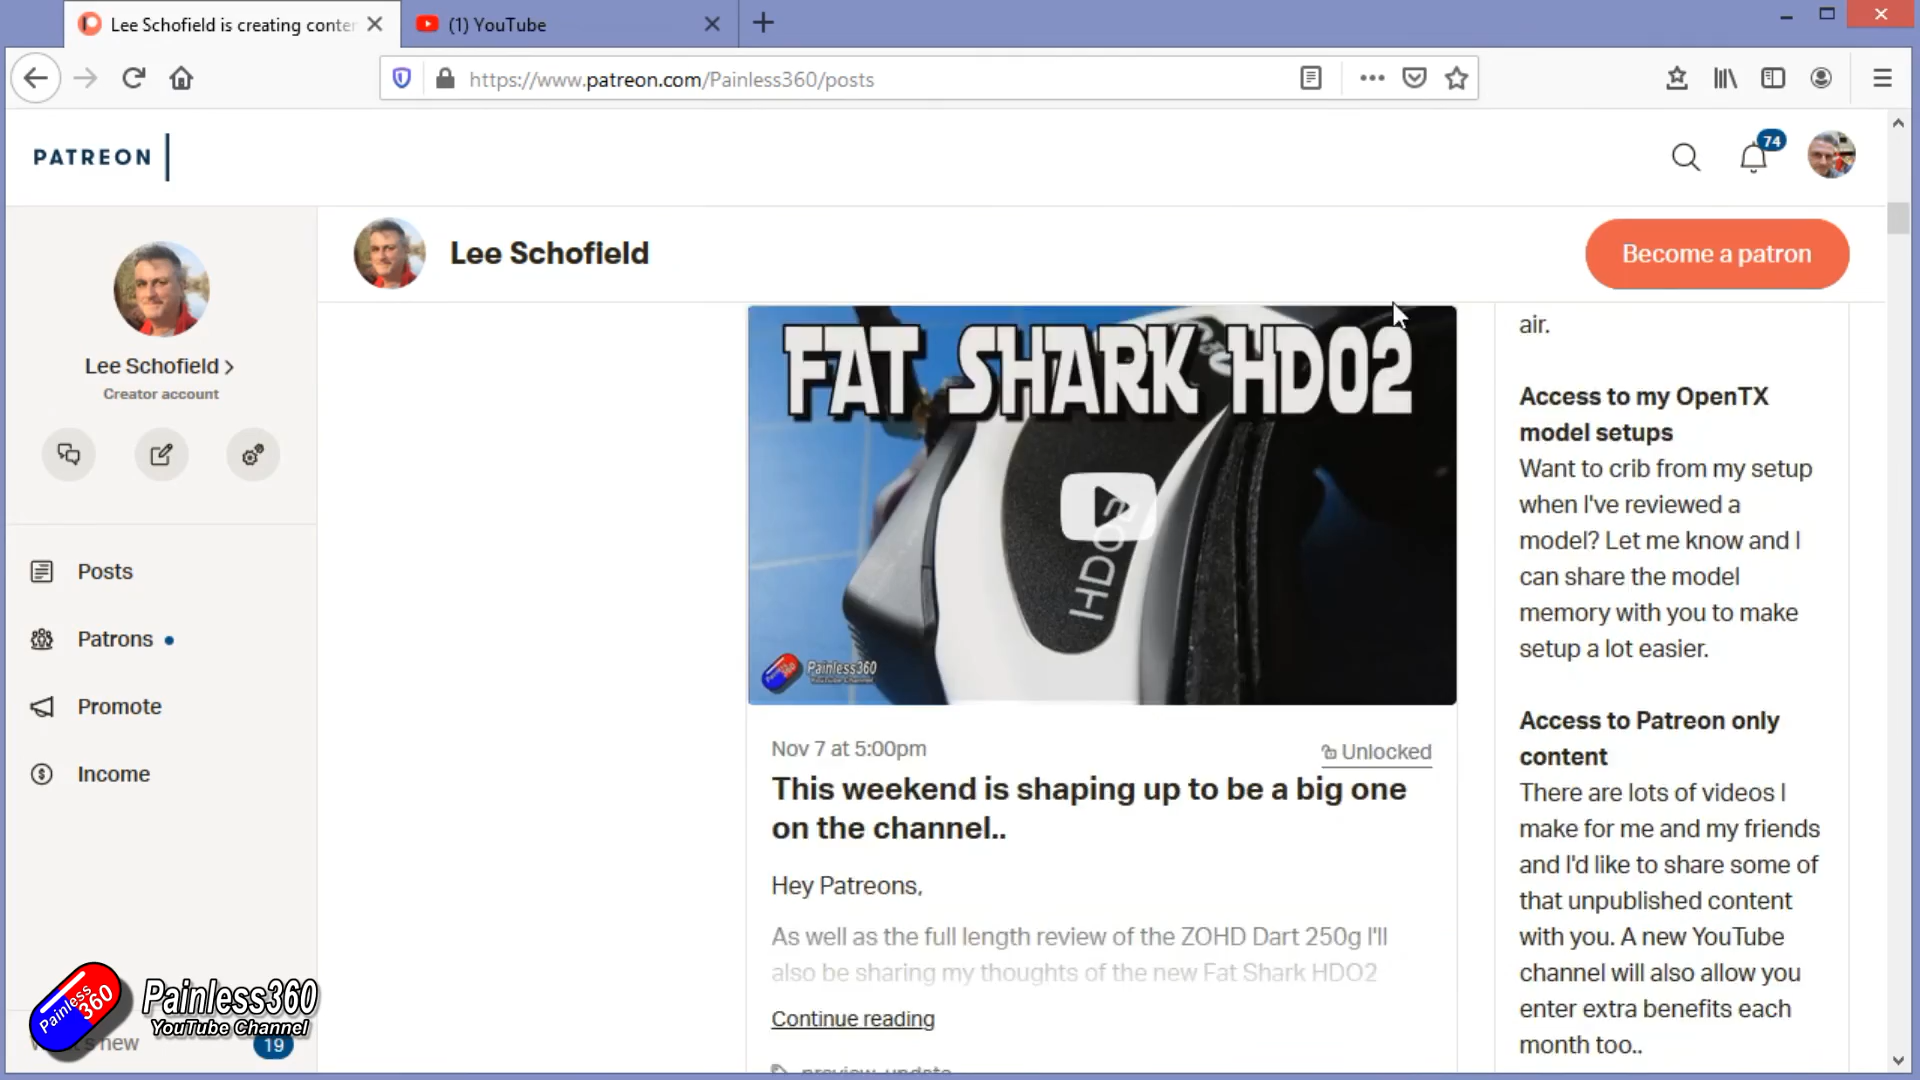 Lee Schofield is creating conter
(1) YouTube
https://www.patreon.com/Painless360/posts
PATREON
74
Lee Schofield
Become a patron
Lee Schofield
Creator account
Posts
Patrons
Promote
Income
new
19
FAT SHARK HD02
HDO2
Painless360
YouTube Channel
Nov 7 at 5:00pm
Unlocked
This weekend is shaping up to be a big one
on the channel..
Hey Patreons,
As well as the full length review of the ZOHD Dart 250g I'll
also be sharing my thoughts of the new Fat Shark HDO2
Continue reading
preview, update
air.
Access to my OpenTX
model setups
Want to crib from my setup
when I've reviewed a
model? Let me know and I
can share the model
memory with you to make
setup a lot easier.
Access to Patreon only
content
There are lots of videos I
make for me and my friends
and I'd like to share some of
that unpublished content
with you. A new YouTube
channel will also allow you
enter extra benefits each
month too..
Painless
360
Painless360
YouTube Channel